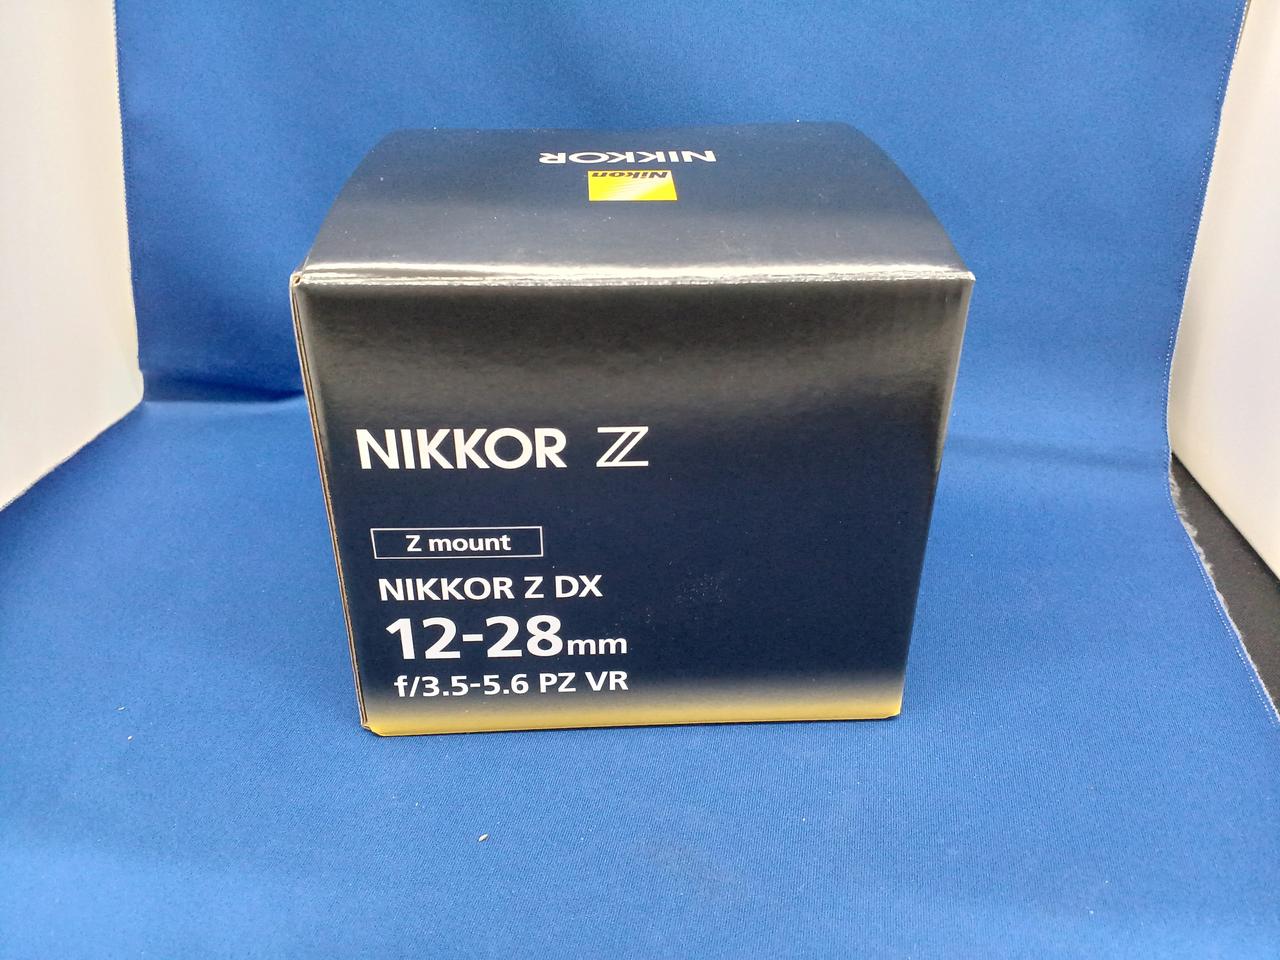 NIKKOR
Nikon
NIKKOR Z
Z mount
NIKKOR Z DX
12-28mm
f/3.5-5.6 PZ VR